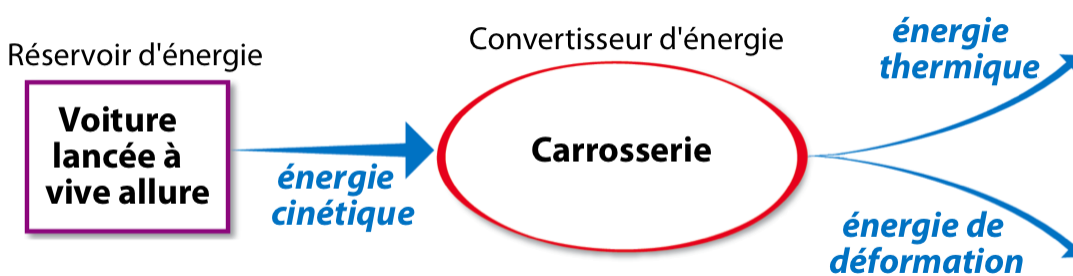 Réservoir d'énergie
Voiture
lancée à
vive allure
énergie
cinétique
Convertisseur d'énergie
Carrosserie
énergie
thermique
énergie de
déformation